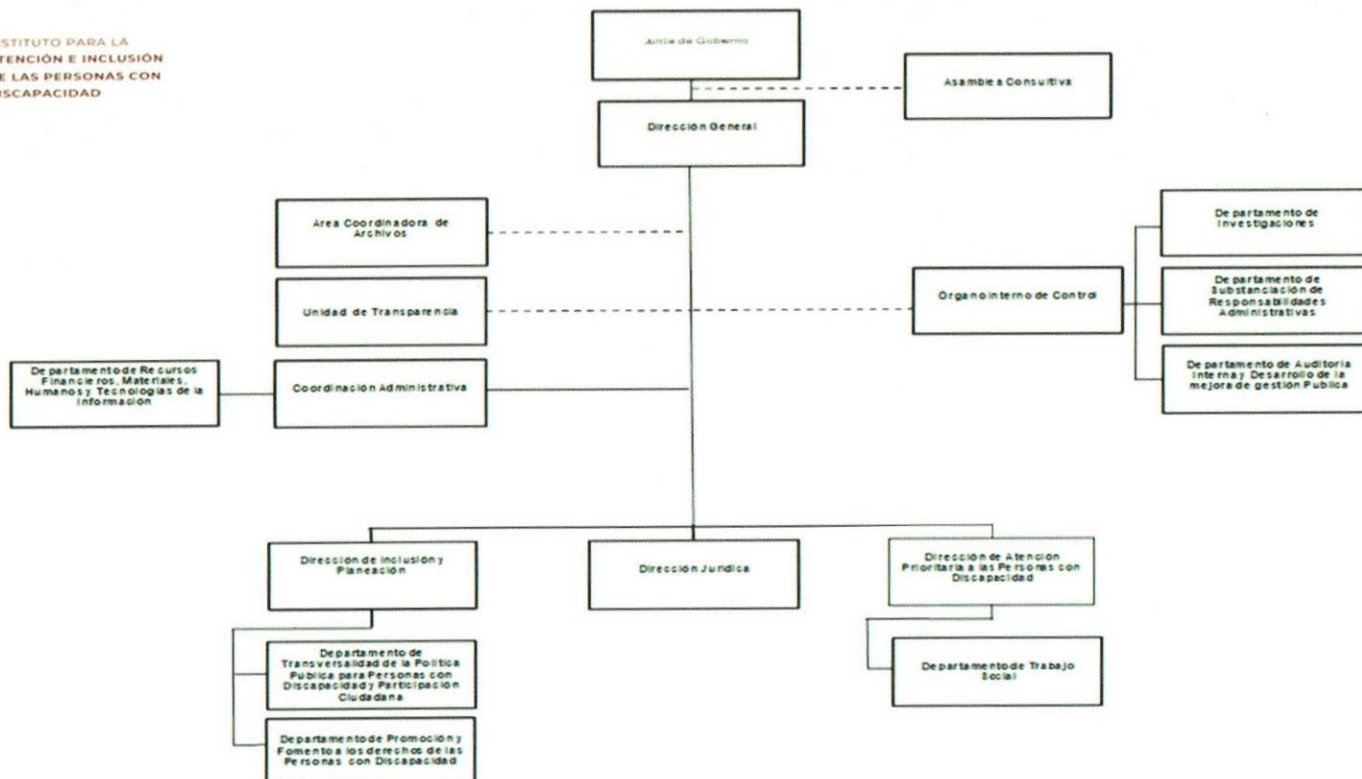 STITUTO PARA LA
TENCIÓN E INCLUSIÓN
E LAS PERSONAS CON
ISCAPACIDAD
Junta de Gobierno
Asamblea Consultiva
Dirección General
Area Coordinadora de
Archivos
Departamento de
Investigaciones
Unidad de Transparencia
Organo interno de Control
Departamento de
Substanciación de
Responsabilidades
Administrativas
Departamento de Recursos
Financieros, Materiales,
Humanos y Tecnologías de la
Información
Coordinación Administrativa
Departamento de Auditoria
Interna y Desarrollo de la
mejora de gestión Publica
Dirección de Inclusión y
Planeación
Dirección Jurídica
Dirección de Atención
Prioritaria a las Personas con
Discapacidad
Departamento de
Transversalidad de la Política
Pública para Personas con
Discapacidad y Participación
Ciudadana
Departamento de Trabajo
Social
Departamento de Promoción y
Fomento a los derechos de las
Personas con Discapacidad